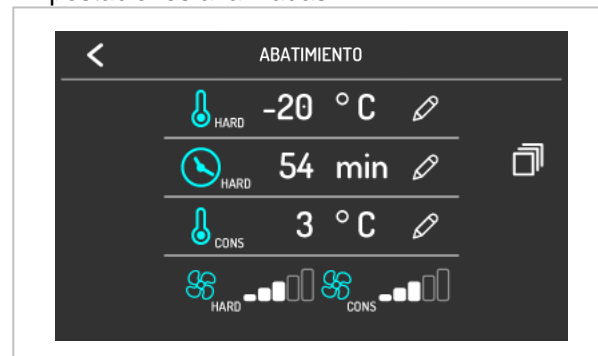 ABATIMIENTO
HARD -20 °C
HARD 54 min
CONS 3 °C
HARD CONS